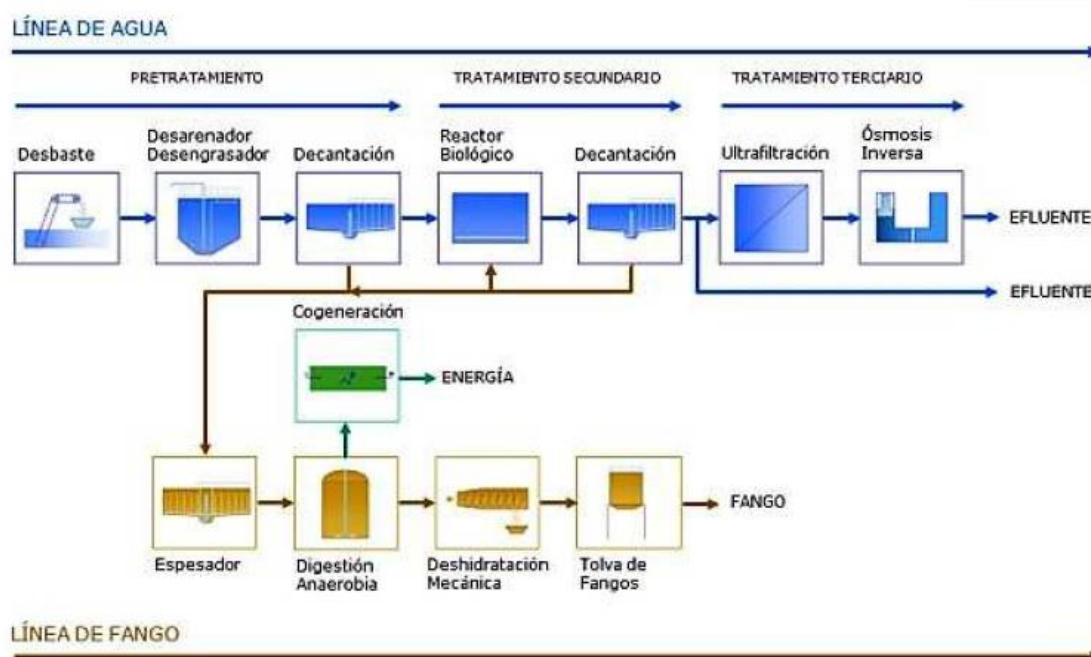 LÍNEA DE AGUA
PRETRATAMIENTO
TRATAMIENTO SECUNDARIO
TRATAMIENTO TERCIARIO
Desbaste
Desarenador
Desengrasador
Decantación
Reactor
Biológico
Decantación
Ultrafiltración
Ósmosis
Inversa
EFLUENTE
EFLUENTE
Cogeneración
ENERGÍA
FANGO
Espesador
Digestión
Anaerobia
Deshidratación
Mecánica
Tolva de
Fangos
LÍNEA DE FANGO